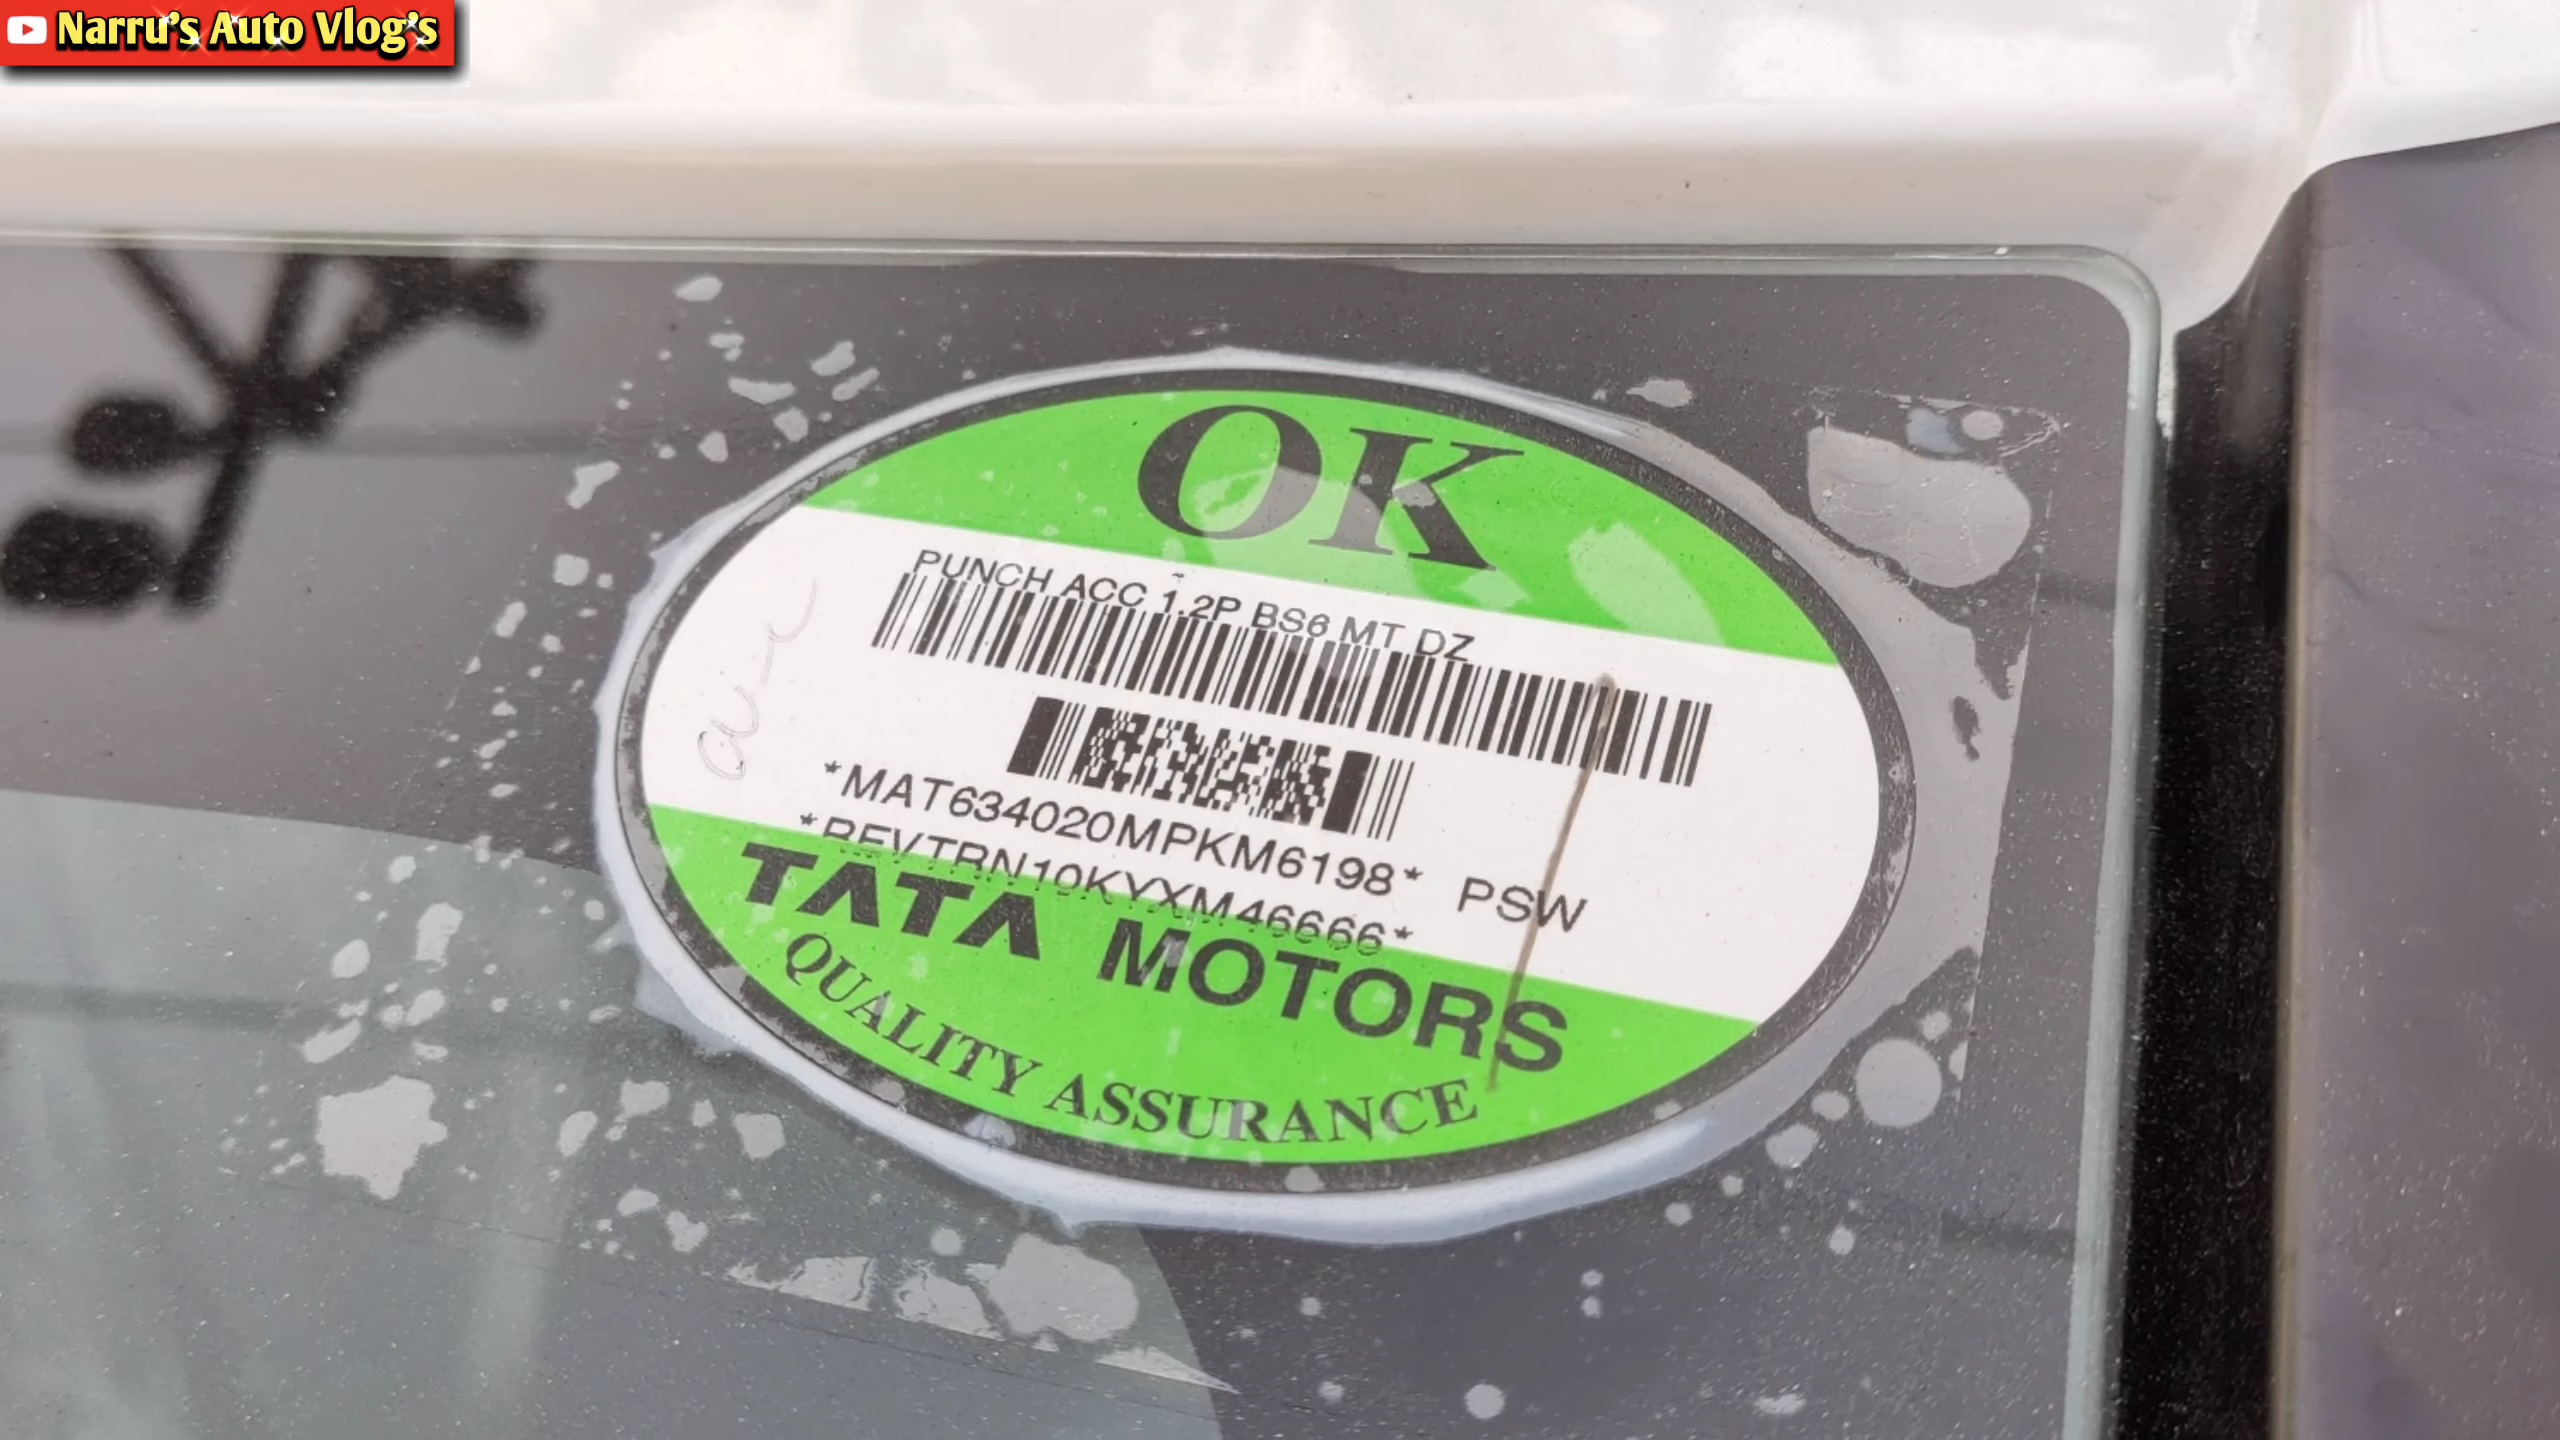 Narru's Auto Vlog's
OK
PUNCH ACC 1.2P BS6 MT DZ
*MAT634020MPKM6198* PSW
*REVTRN10KYXM46666*
TATA MOTORS
QUALITY ASSURANCE